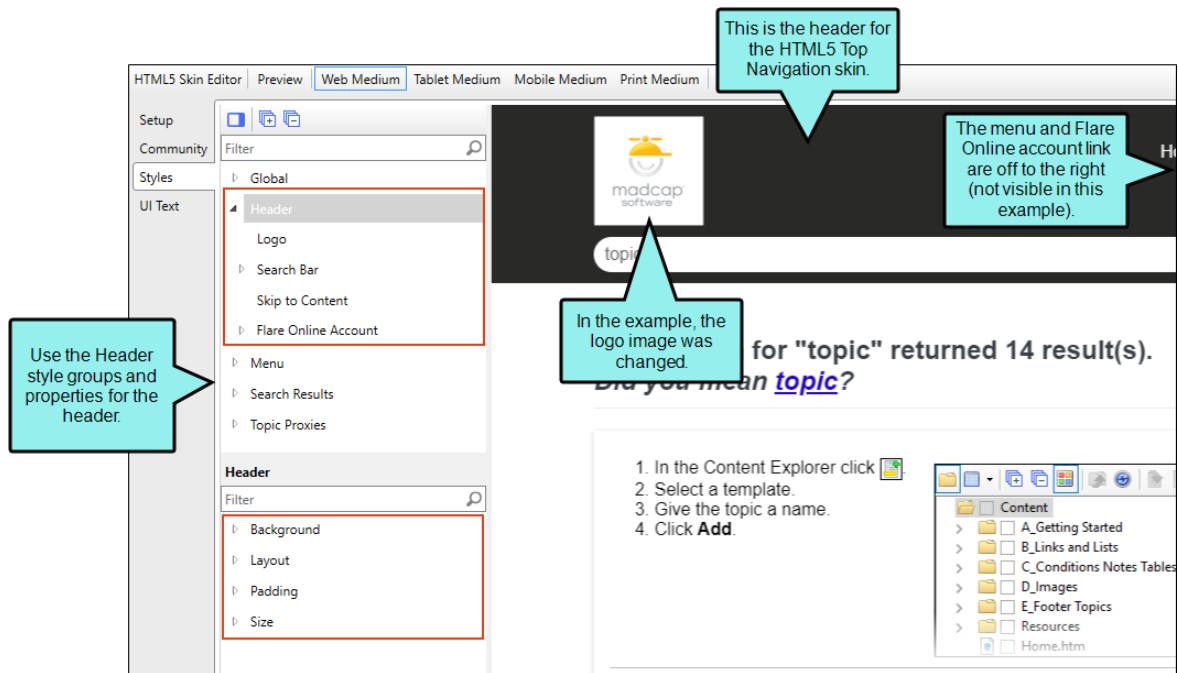 This is the header for
the HTML5 Top
Navigation skin.
HTML5 Skin Editor Preview Web Medium Tablet Medium Mobile Medium Print Medium
Setup
Community
Styles
UI Text
Filter
Global
Header
Logo
Search Bar
Skip to Content
Flare Online Account
Menu
Search Results
Topic Proxies
Header
Filter
Background
Layout
Padding
Size
Use the Header
style groups and
properties for the
header.
madcap
software
The menu and Flare
Online account link
are off to the right
(not visible in this
example).
topic
In the example, the
logo image was
changed.
for "topic" returned 14 result(s).
Did you mean topic?
1. In the Content Explorer click
2. Select a template.
3. Give the topic a name.
4. Click Add.
Content
A_Getting Started
B_Links and Lists
C_Conditions Notes Tables
D_Images
E_Footer Topics
Resources
Home.htm